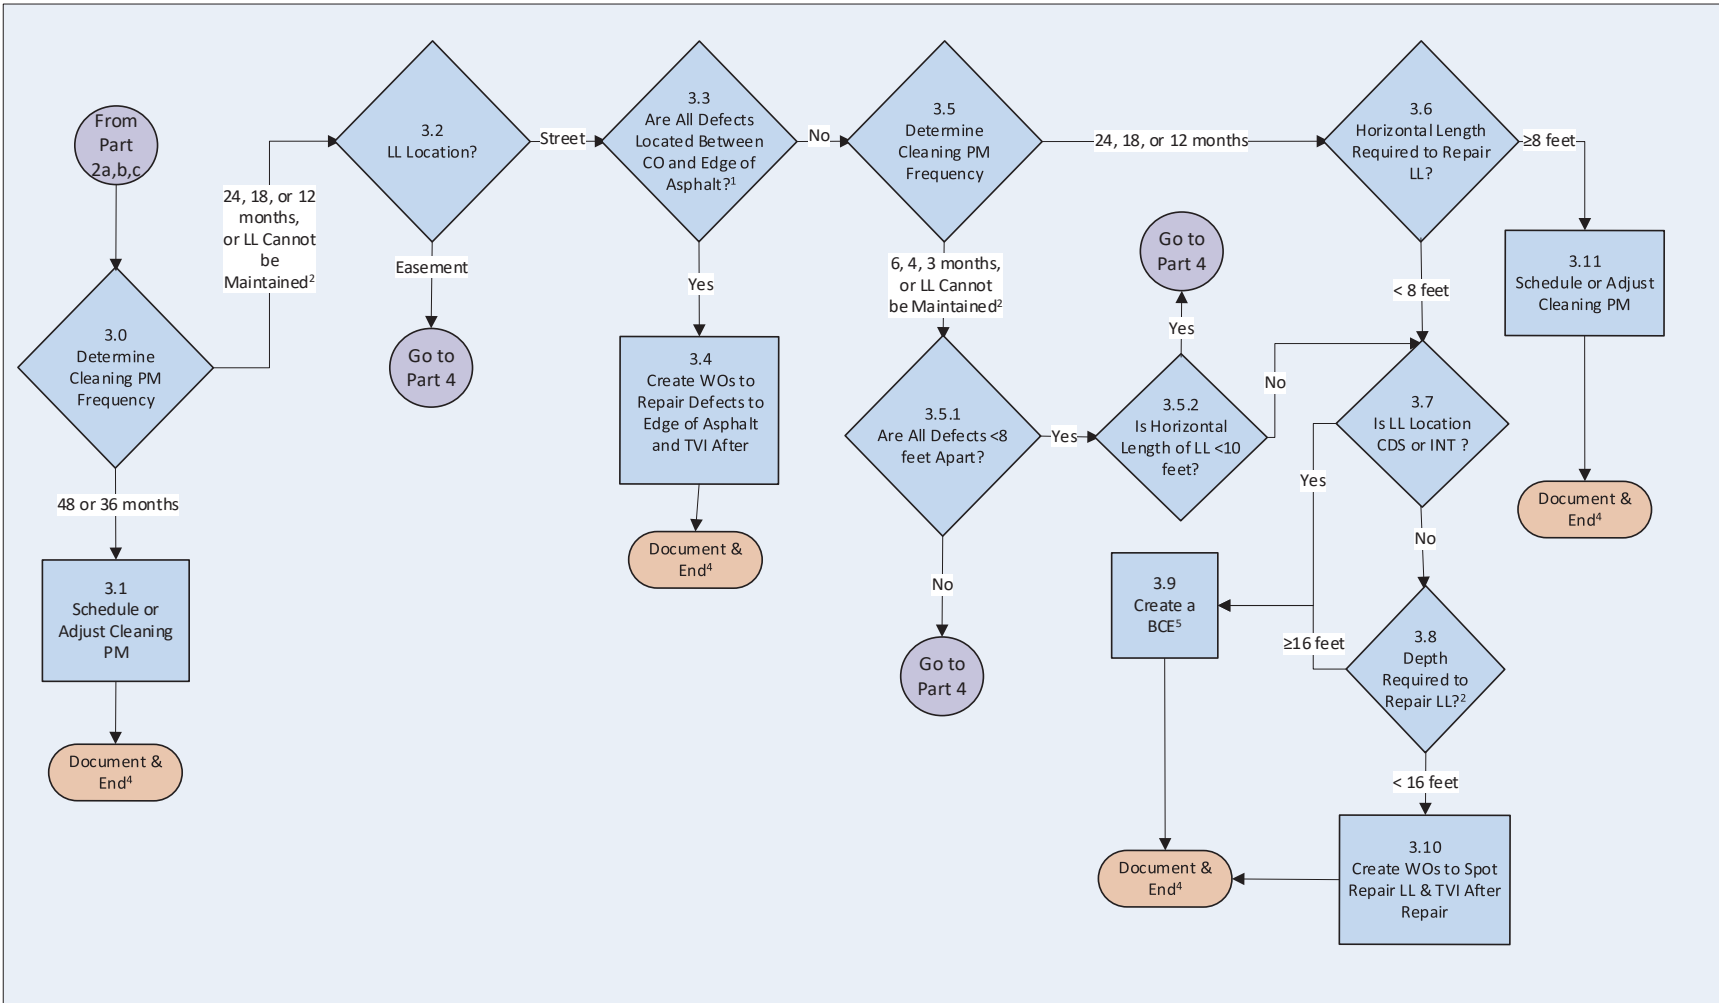 From
Part
2a,b,c
3.0
Determine
Cleaning PM
Frequency
48 or 36 months
3.1
Schedule or
Adjust Cleaning
PM
Document &
End⁴
24, 18, or 12
months,
or LL Cannot
be
Maintained²
3.2
LL Location?
Easement
Go to
Part 4
Street
3.3
Are All Defects
Located Between
CO and Edge of
Asphalt?¹
Yes
3.4
Create WOs to
Repair Defects to
Edge of Asphalt
and TVI After
Document &
End⁴
No
3.5
Determine
Cleaning PM
Frequency
6, 4, 3 months,
or LL Cannot
be Maintained²
3.5.1
Are All Defects <8
feet Apart?
No
Go to
Part 4
Yes
3.5.2
Is Horizontal
Length of LL <10
feet?
Yes
Go to
Part 4
No
24, 18, or 12 months
3.6
Horizontal Length
Required to Repair
LL?
≥8 feet
3.11
Schedule or Adjust
Cleaning PM
Document &
End⁴
< 8 feet
3.7
Is LL Location
CDS or INT ?
Yes
No
3.8
Depth
Required to
Repair LL?²
≥16 feet
3.9
Create a
BCE⁵
< 16 feet
3.10
Create WOs to Spot
Repair LL & TVI After
Repair
Document &
End⁴